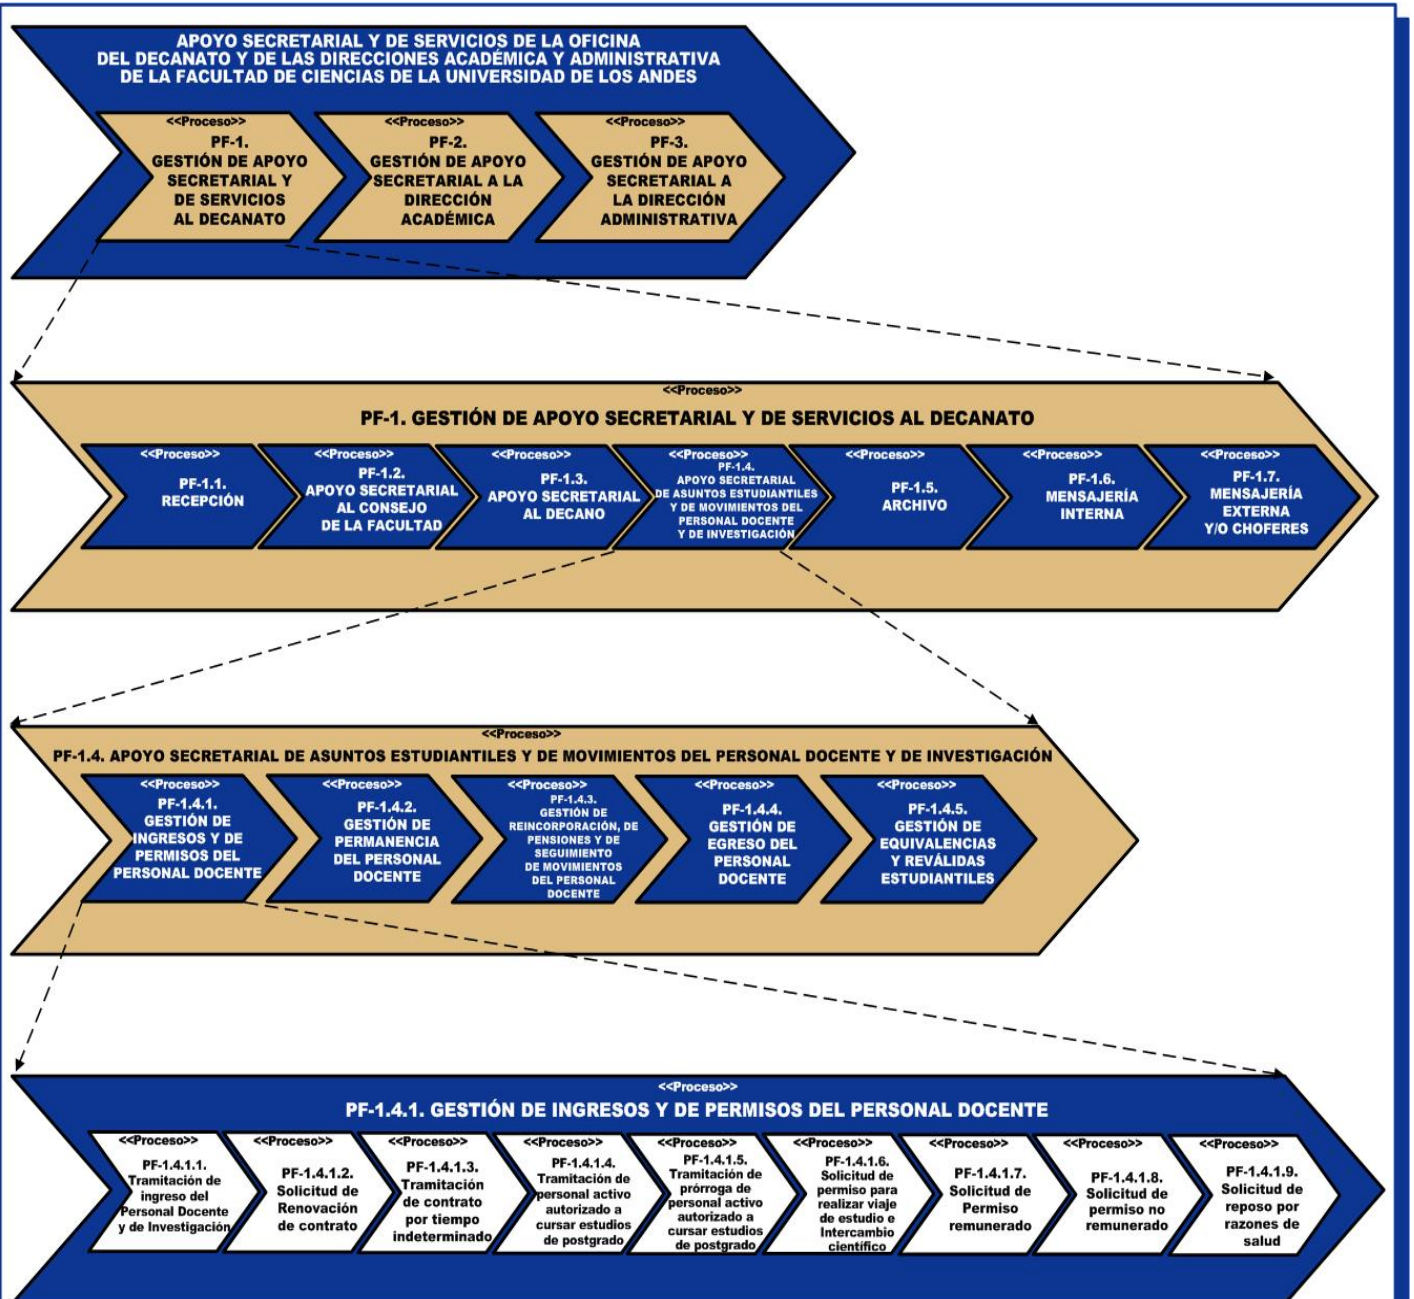 APOYO SECRETARIAL Y DE SERVICIOS DE LA OFICINA
DEL DECANATO Y DE LAS DIRECCIONES ACADÉMICA Y ADMINISTRATIVA
DE LA FACULTAD DE CIENCIAS DE LA UNIVERSIDAD DE LOS ANDES
<<Proceso>>
PF-1.
GESTIÓN DE APOYO
SECRETARIAL Y
DE SERVICIOS
AL DECANATO
<<Proceso>>
PF-2.
GESTIÓN DE APOYO
SECRETARIAL A LA
DIRECCIÓN
ACADÉMICA
<<Proceso>>
PF-3.
GESTIÓN DE APOYO
SECRETARIAL A
LA DIRECCIÓN
ADMINISTRATIVA
<<Proceso>>
PF-1. GESTIÓN DE APOYO SECRETARIAL Y DE SERVICIOS AL DECANATO
<<Proceso>>
PF-1.1.
RECEPCIÓN
<<Proceso>>
PF-1.2.
APOYO SECRETARIAL
AL CONSEJO
DE LA FACULTAD
<<Proceso>>
PF-1.3.
APOYO SECRETARIAL
AL DECANO
<<Proceso>>
PF-1.4.
APOYO SECRETARIAL
DE ASUNTOS ESTUDIANTILES
Y DE MOVIMIENTOS DEL
PERSONAL DOCENTE
Y DE INVESTIGACIÓN
<<Proceso>>
PF-1.5.
ARCHIVO
<<Proceso>>
PF-1.6.
MENSAJERÍA
INTERNA
<<Proceso>>
PF-1.7.
MENSAJERÍA
EXTERNA
Y/O CHOFERES
<<Proceso>>
PF-1.4. APOYO SECRETARIAL DE ASUNTOS ESTUDIANTILES Y DE MOVIMIENTOS DEL PERSONAL DOCENTE Y DE INVESTIGACIÓN
<<Proceso>>
PF-1.4.1.
GESTIÓN DE
INGRESOS Y DE
PERMISOS DEL
PERSONAL DOCENTE
<<Proceso>>
PF-1.4.2.
GESTIÓN DE
PERMANENCIA
DEL PERSONAL
DOCENTE
<<Proceso>>
PF-1.4.3.
GESTIÓN DE
REINCORPORACIÓN, DE
PENSIONES Y DE
SEGUIMIENTO
DE MOVIMIENTOS
DEL PERSONAL
DOCENTE
<<Proceso>>
PF-1.4.4.
GESTIÓN DE
EGRESO DEL
PERSONAL
DOCENTE
<<Proceso>>
PF-1.4.5.
GESTIÓN DE
EQUIVALENCIAS
Y REVÁLIDAS
ESTUDIANTILES
<<Proceso>>
PF-1.4.1. GESTIÓN DE INGRESOS Y DE PERMISOS DEL PERSONAL DOCENTE
<<Proceso>>
PF-1.4.1.1.
Tramitación de
ingreso del
Personal Docente
y de Investigación
<<Proceso>>
PF-1.4.1.2.
Solicitud de
Renovación
de contrato
<<Proceso>>
PF-1.4.1.3.
Tramitación
de contrato
por tiempo
indeterminado
<<Proceso>>
PF-1.4.1.4.
Tramitación de
personal activo
autorizado a
cursar estudios
de postgrado
<<Proceso>>
PF-1.4.1.5.
Tramitación de
prórroga de
personal activo
autorizado a
cursar estudios
de postgrado
<<Proceso>>
PF-1.4.1.6.
Solicitud de
permiso para
realizar viaje
de estudio e
Intercambio
científico
<<Proceso>>
PF-1.4.1.7.
Solicitud de
Permiso
remunerado
<<Proceso>>
PF-1.4.1.8.
Solicitud de
permiso no
remunerado
<<Proceso>>
PF-1.4.1.9.
Solicitud de
reposo por
razones de
salud